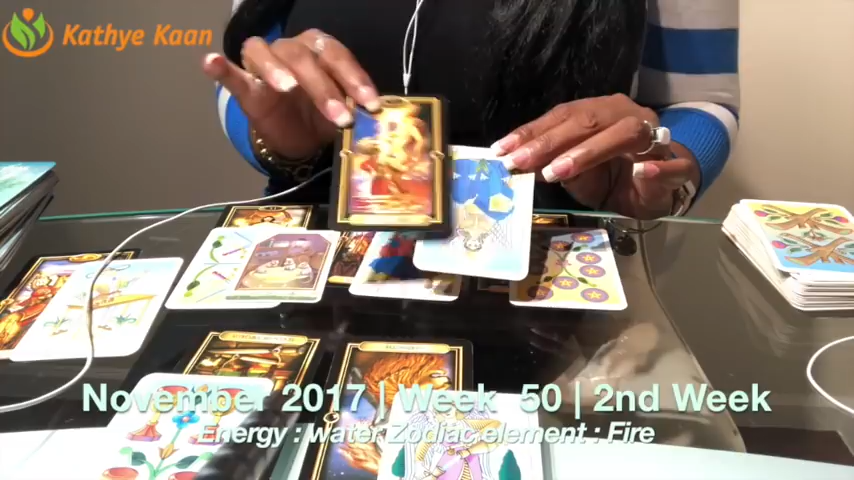 Kathye Kaan
November 2017 | Week 50 | 2nd Week
Energy : water Zodiac element : Fire